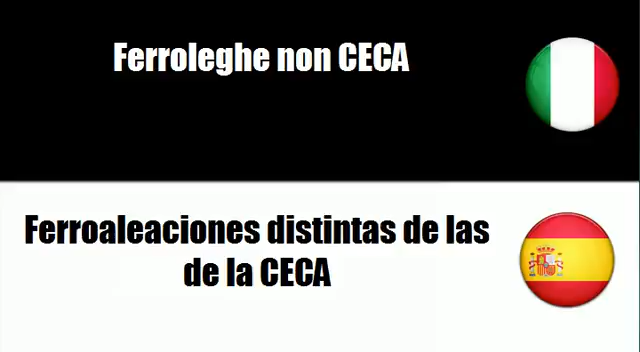 Ferroleghe non CECA
Ferroaleaciones distintas de las
de la CECA